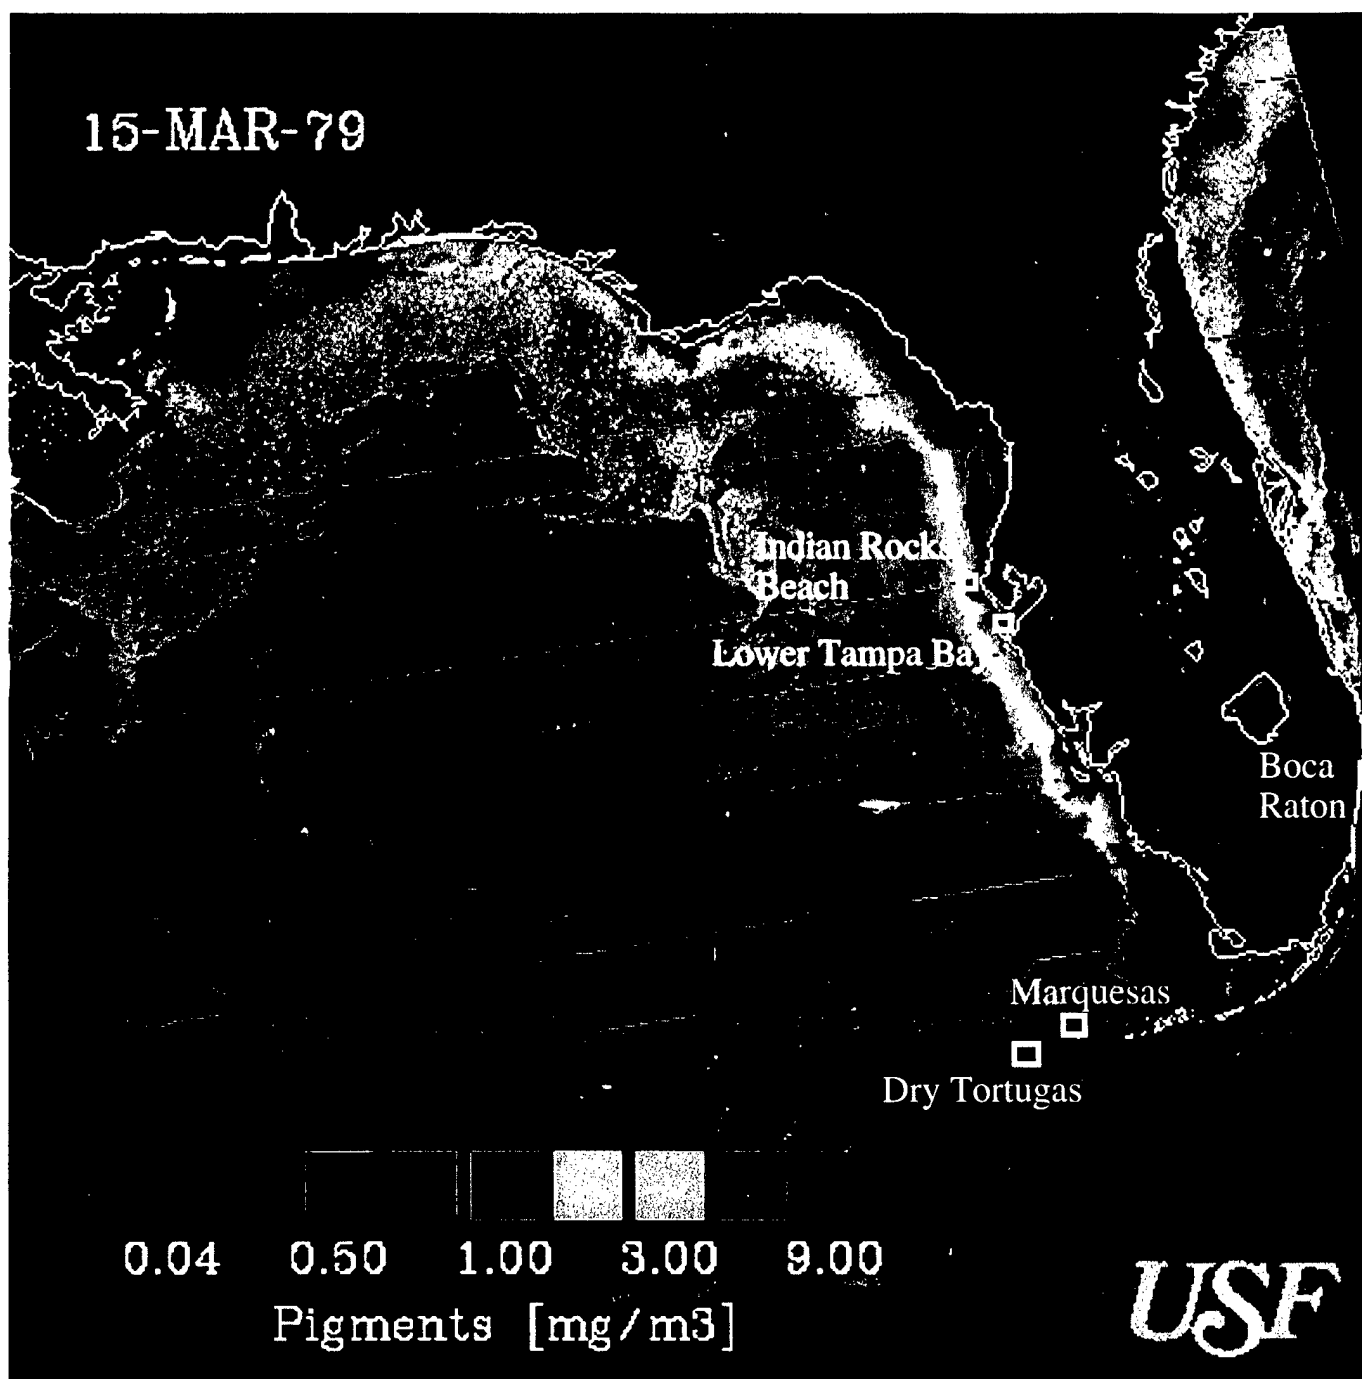 15-MAR-79
Indian Rocks
Beach
Lower Tampa Bay
Boca
Raton
Marquesas
Dry Tortugas
0.04 0.50 1.00 3.00 9.00
Pigments [mg/m3]
USF